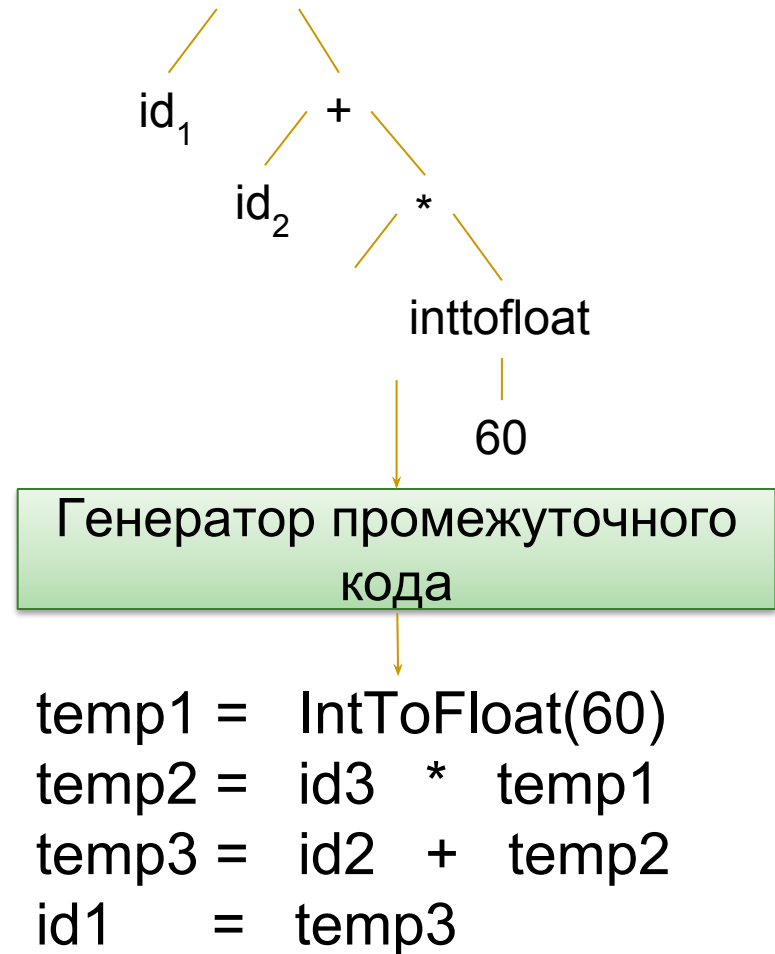 id₁ +
id₂ *
inttofloat
60
Генератор промежуточного
кода
temp1 = IntToFloat(60)
temp2 = id3 * temp1
temp3 = id2 + temp2
id1 = temp3